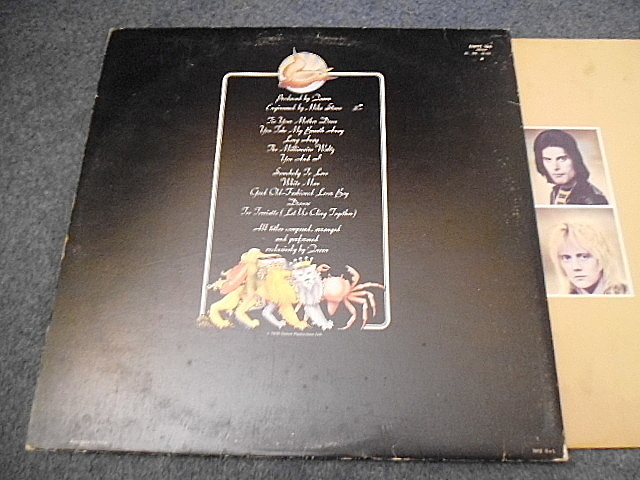 Produced by Queen
Engineered by Mike Stone
Tie Your Mother Down
You Take My Breath Away
Long Away
The Millionaire Waltz
You And I
Somebody To Love
White Man
Good Old-Fashioned Lover Boy
Drowse
Teo Torriatte (Let Us Cling Together)
All titles composed, arranged
and performed
exclusively by Queen